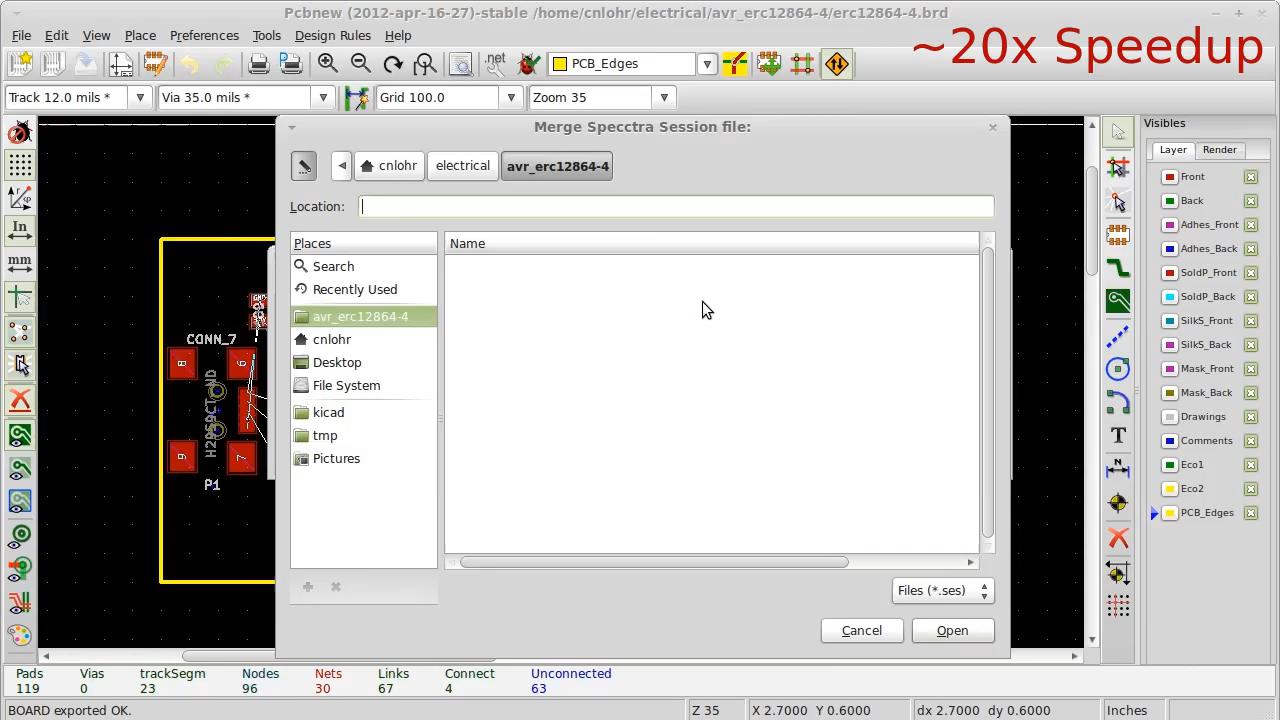 Pcbnew (2012-apr-16-27)-stable /home/cnlohr/electrical/avr_erc12864-4/erc12864-4.brd
File Edit View Place Preferences Tools Design Rules Help
~20x Speedup
.net
PCB_Edges
Track 12.0 mils *
Via 35.0 mils *
Grid 100.0
Zoom 35
Merge Specctra Session file:
cnlohr
electrical
avr_erc12864-4
Location:
Places
Name
Search
Recently Used
avr_erc12864-4
cnlohr
Desktop
File System
kicad
tmp
Pictures
Files (*.ses)
Cancel
Open
In
mm
CONN_7
8
6
9
7
P1
Visibles
Layer
Render
Front
Back
Adhes_Front
Adhes_Back
SoldP_Front
SoldP_Back
SilkS_Front
SilkS_Back
Mask_Front
Mask_Back
Drawings
Comments
Eco1
Eco2
PCB_Edges
Pads Vias trackSegm Nodes Nets Links Connect Unconnected
119 0 23 96 30 67 4 63
BOARD exported OK.
Z 35
X 2.7000 Y 0.6000
dx 2.7000 dy 0.6000
Inches